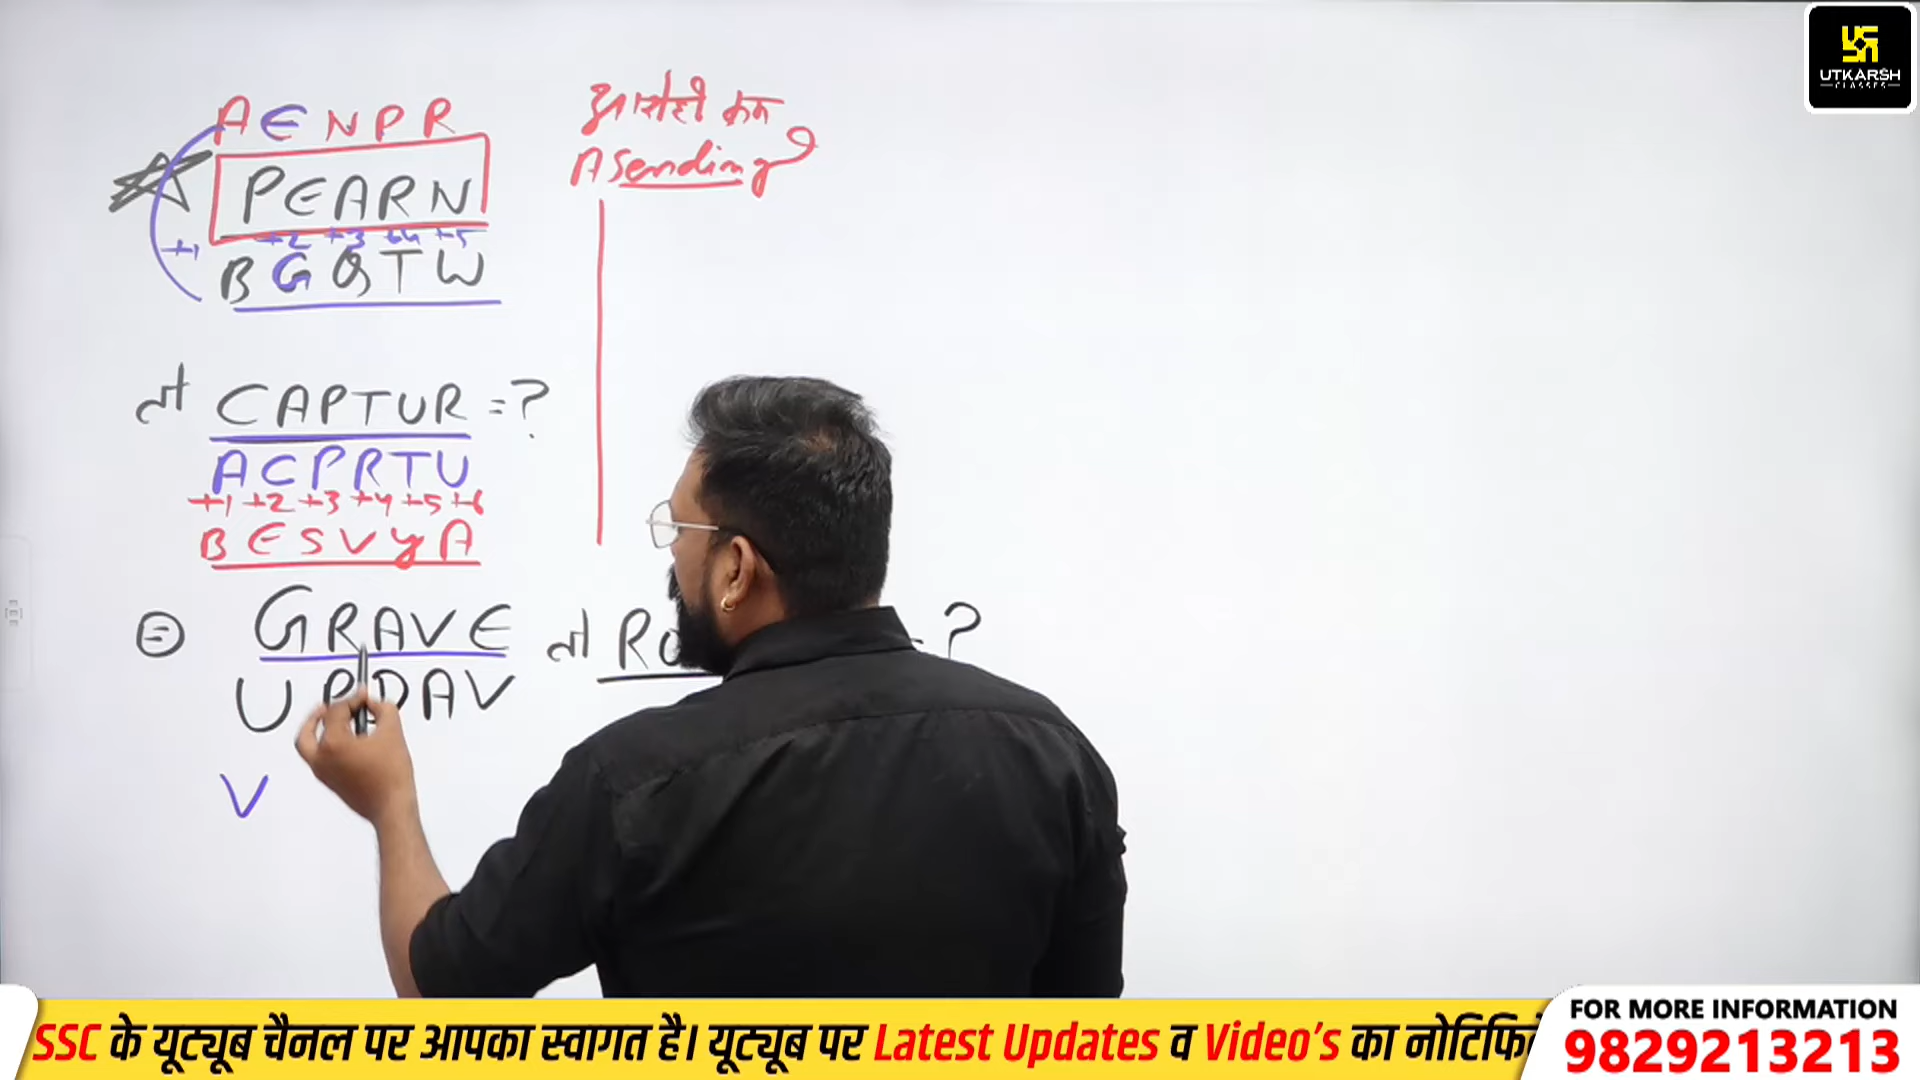 UTKARSH
CLASSES
AENPR
PEARN
+1 +2 +3 +4 +5
BGQTW
आरोही क्रम
Asending
तो CAPTUR =?
ACPRTU
+1 +2 +3 +4 +5 +6
BESVYA
GRAVE तो ?
U DAV
V
SSC के यूट्यूब चैनल पर आपका स्वागत है। यूट्यूब पर Latest Updates व Video's का
FOR MORE INFORMATION
9829213213